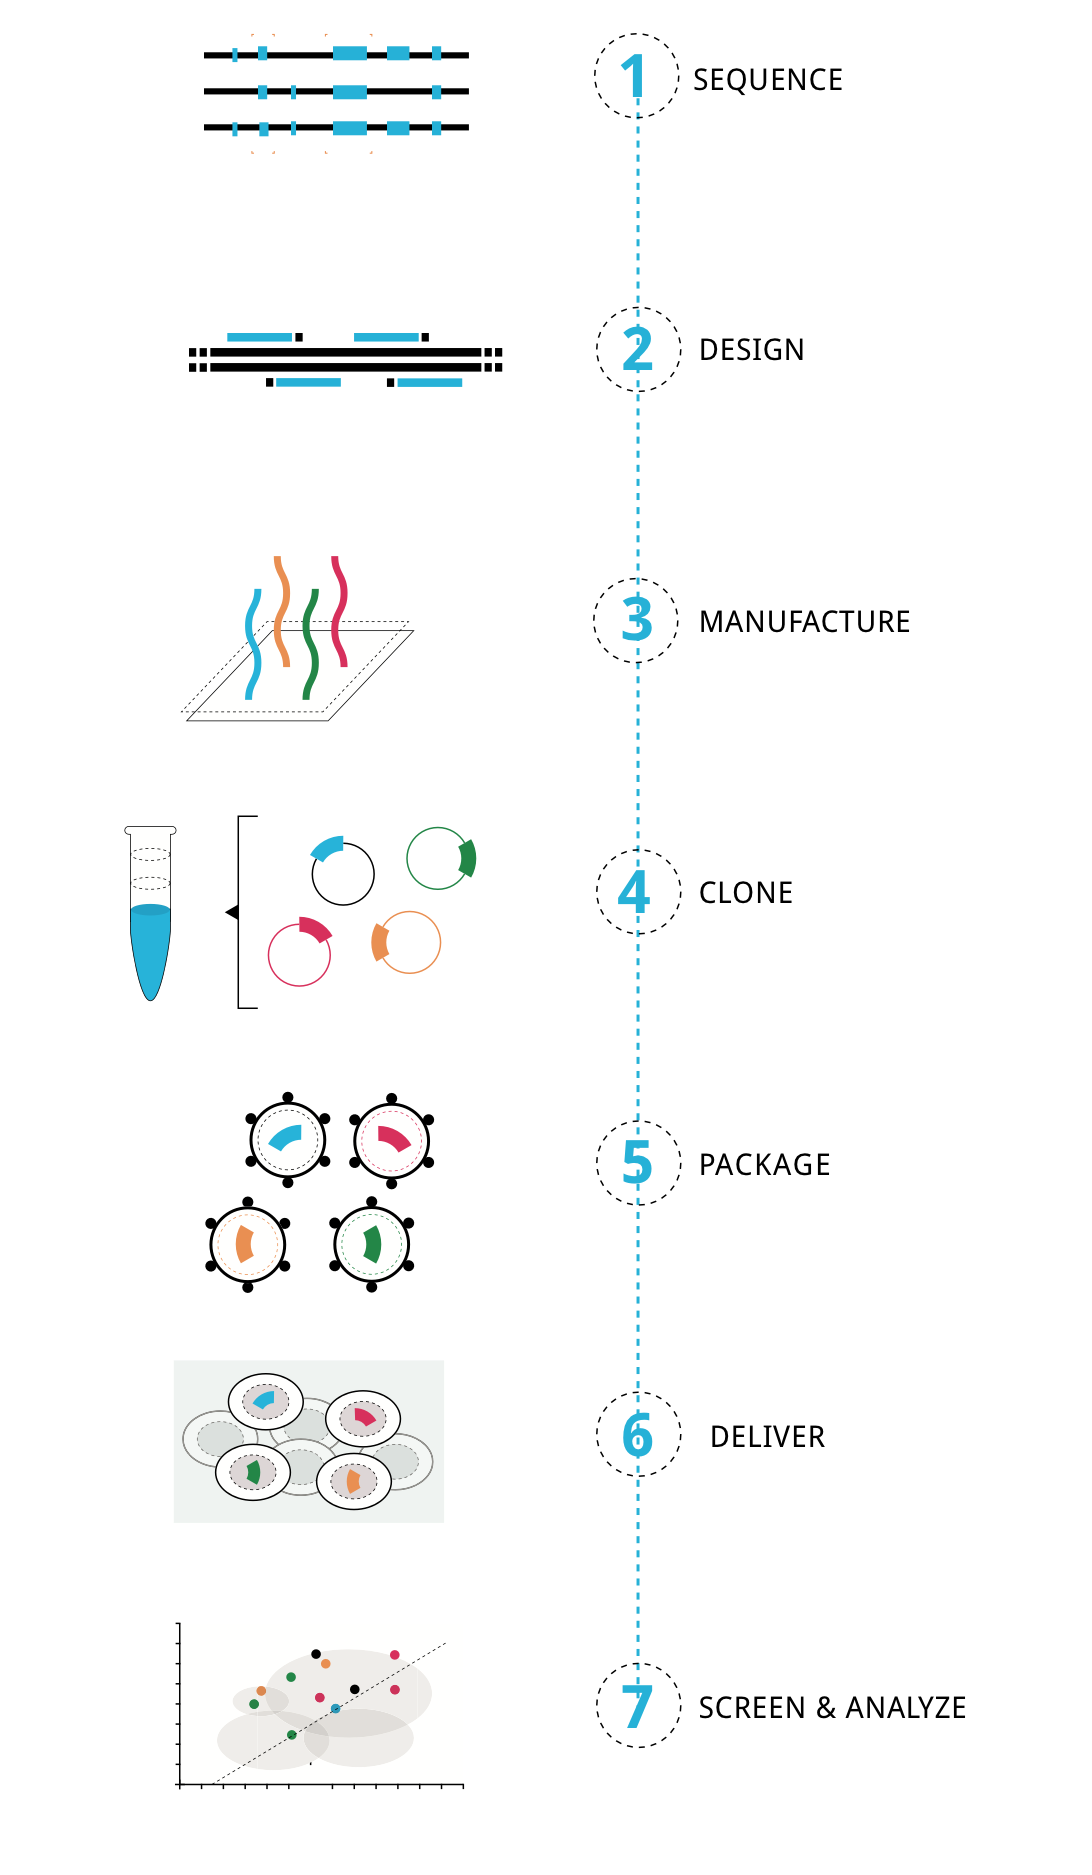 1 SEQUENCE
2 DESIGN
3 MANUFACTURE
4 CLONE
5 PACKAGE
6 DELIVER
7 SCREEN & ANALYZE